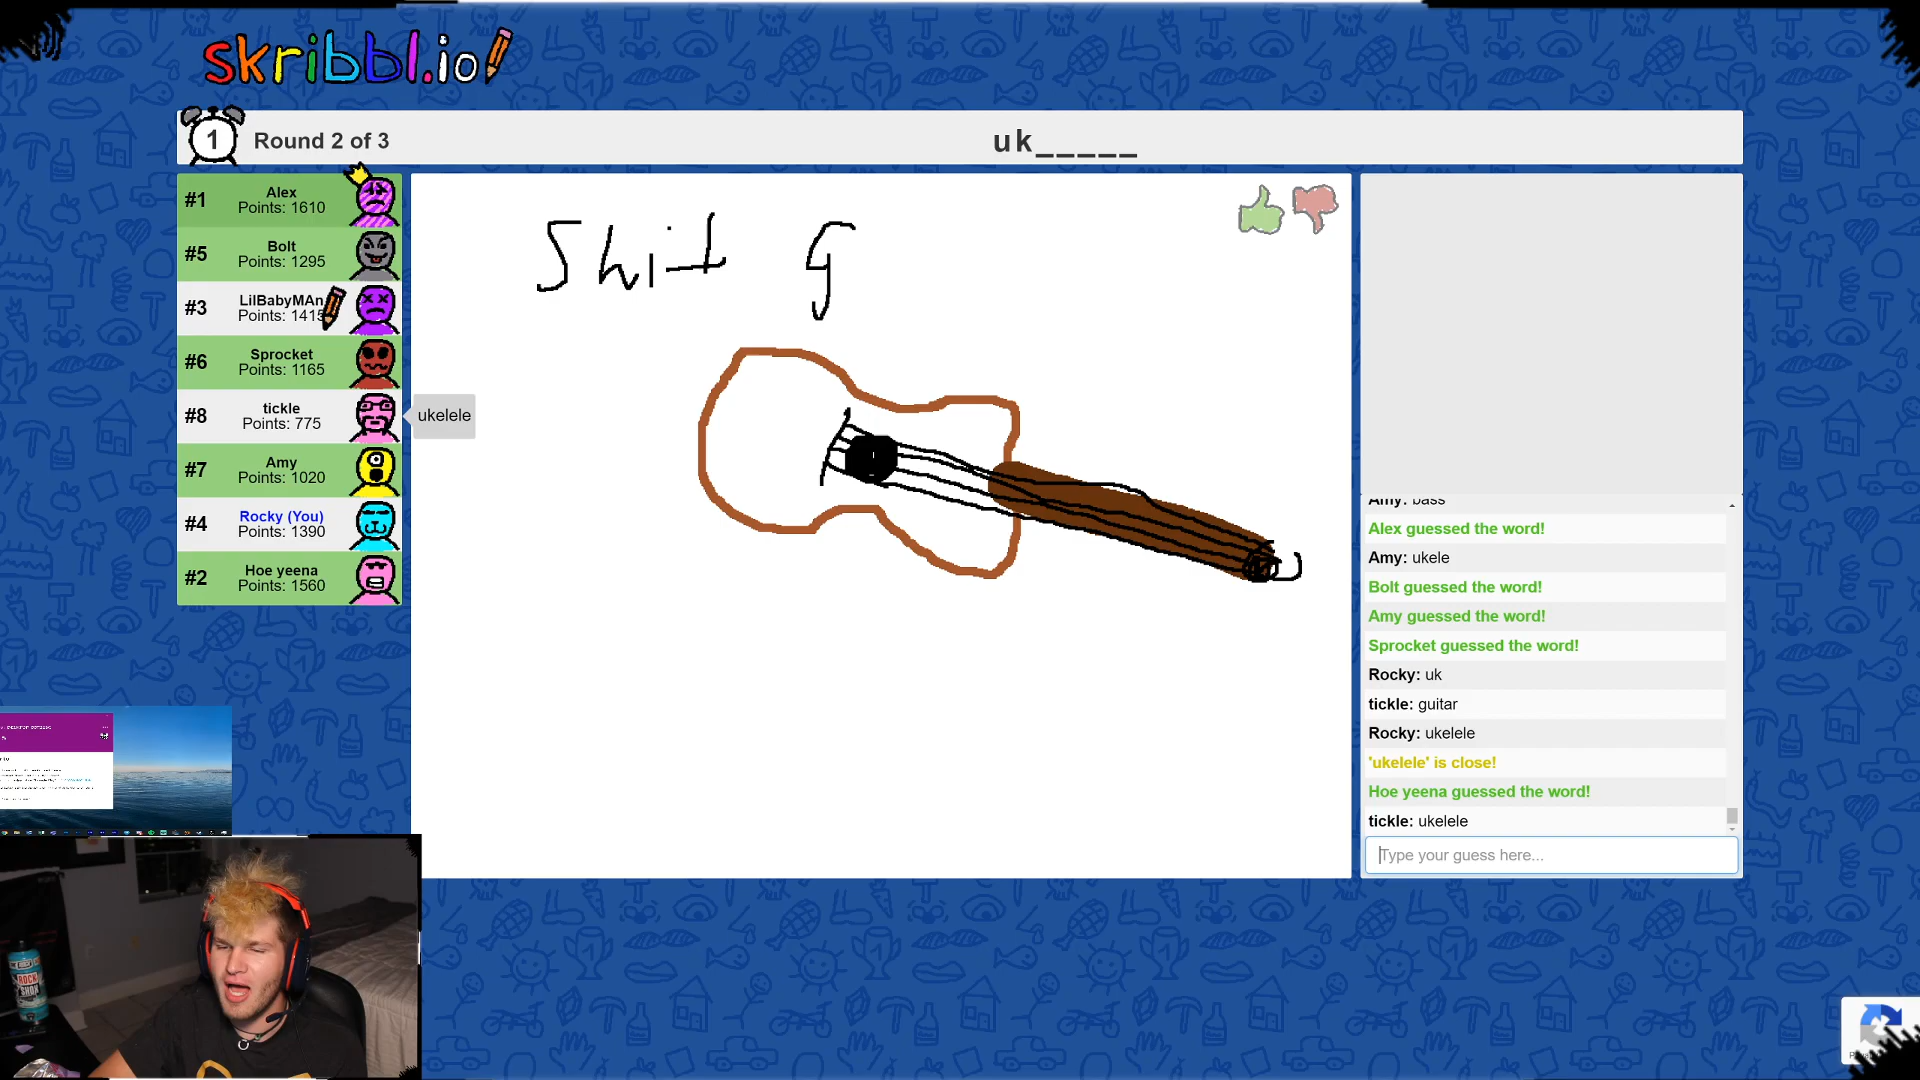 skribbl.io
1
Round 2 of 3
uk_____
#1
Alex
Points: 1610
#5
Bolt
Points: 1295
#3
LilBabyMAn
Points: 1415
#6
Sprocket
Points: 1165
#8
tickle
Points: 775
ukelele
#7
Amy
Points: 1020
#4
Rocky (You)
Points: 1390
#2
Hoe yeena
Points: 1560
Shit g
Amy: bass
Alex guessed the word!
Amy: ukele
Bolt guessed the word!
Amy guessed the word!
Sprocket guessed the word!
Rocky: uk
tickle: guitar
Rocky: ukelele
'ukelele' is close!
Hoe yeena guessed the word!
tickle: ukelele
Type your guess here...
ROCK